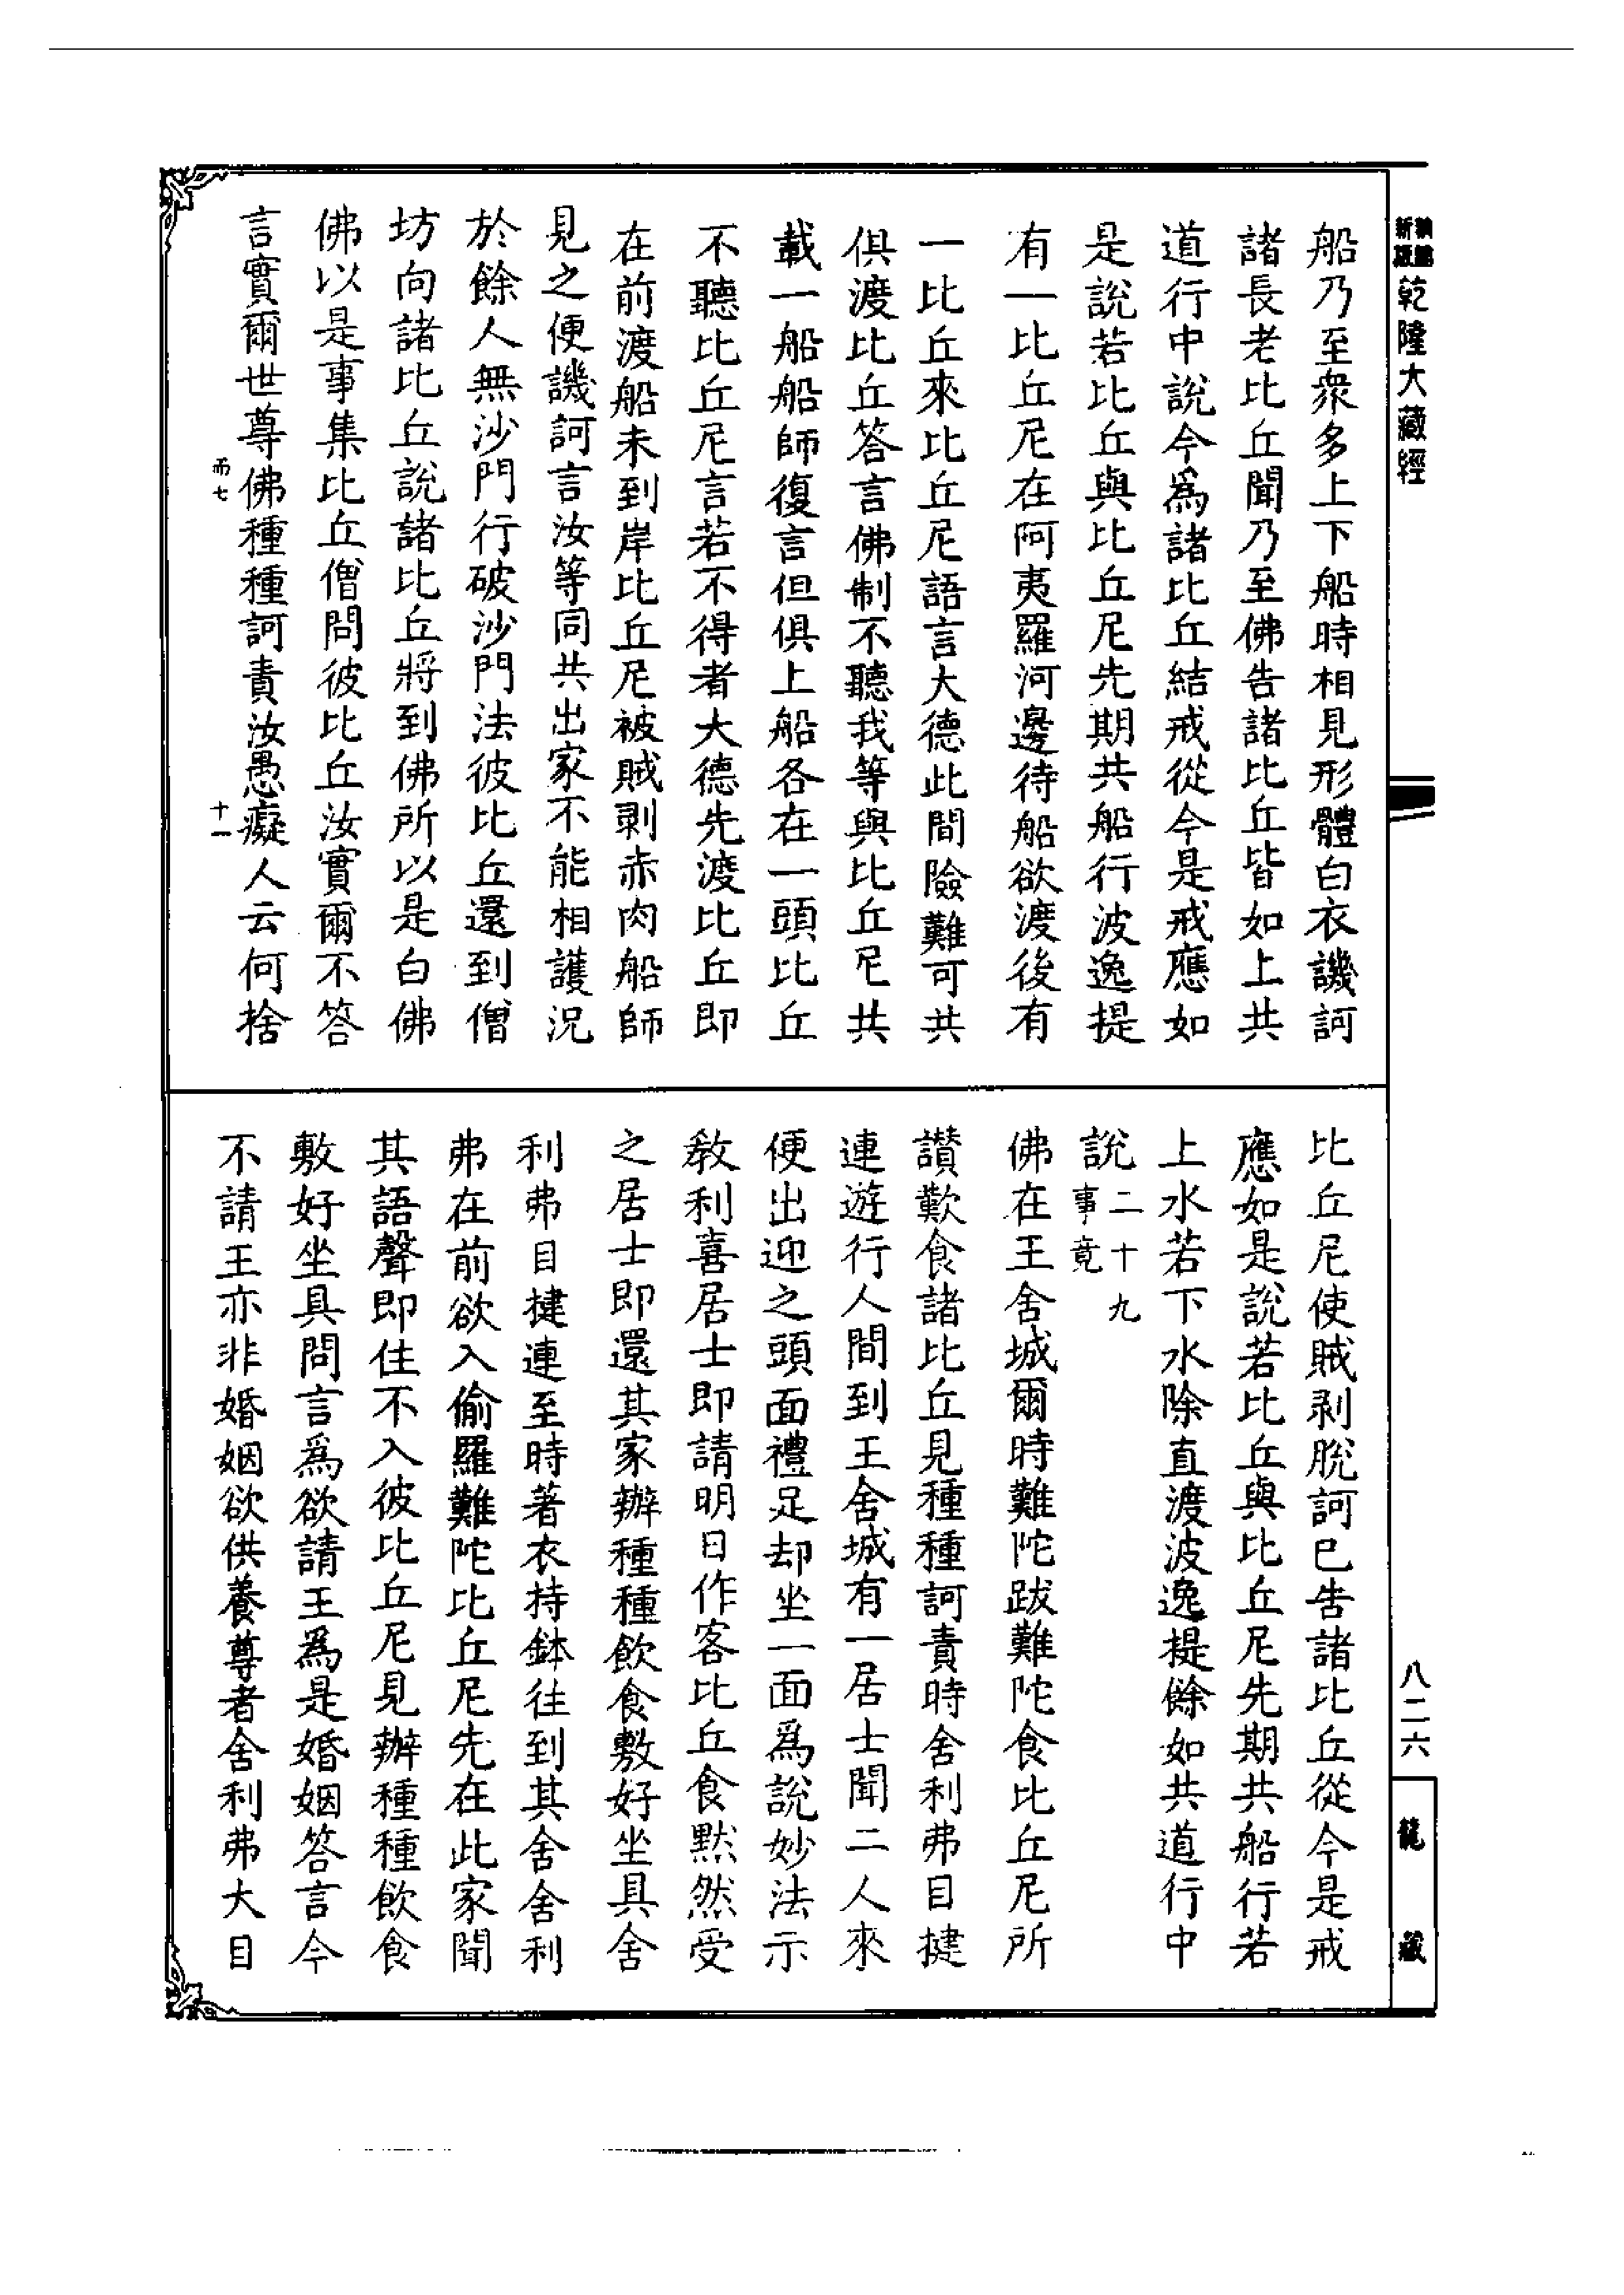 新編
新版
乾隆大藏經
船乃至衆多上下船時相見形體白衣譏訶
諸長老比丘聞乃至佛告諸比丘皆如上共
道行中說今為諸比丘結戒從今是戒應如
是說若比丘與比丘尼先期共船行波逸提
有一比丘尼在阿夷羅河邊待船欲渡後有
一比丘來比丘尼語言大德此間險難可共
俱渡比丘答言佛制不聽我等與比丘尼共
載一船船師復言但俱上船各在一頭比丘
不聽比丘尼言若不得者大德先渡比丘即
在前渡船未到岸比丘尼被賊剥赤肉船師
見之便譏訶言汝等同共出家不能相護況
於餘人無沙門行破沙門法彼比丘還到僧
坊向諸比丘說諸比丘將到佛所以是白佛
佛以是事集比丘僧問彼比丘汝實爾不答
言實爾世尊佛種種訶責汝愚癡人云何捨
而七
十一
比丘尼使賊剥脫訶已告諸比丘從今是戒
應如是說若比丘與比丘尼先期共船行若
上水若下水除直渡波逸提餘如共道行中
說二十九
事竟
佛在王舍城爾時難陀跋難陀食比丘尼所
讃歎食諸比丘見種種訶責時舍利弗目揵
連遊行人間到王舍城有一居士聞二人來
便出迎之頭面禮足却坐一面為說妙法示
教利喜居士即請明日作客比丘食默然受
之居士即還其家辦種種飲食敷好坐具舍
利弗目揵連至時著衣持鉢往到其舍舍利
弗在前欲入偷羅難陀比丘尼先在此家聞
其語聲即住不入彼比丘尼見辦種種飲食
敷好坐具問言為欲請王為是婚姻答言今
不請王亦非婚姻欲供養尊者舍利弗大目
八二六
龍藏